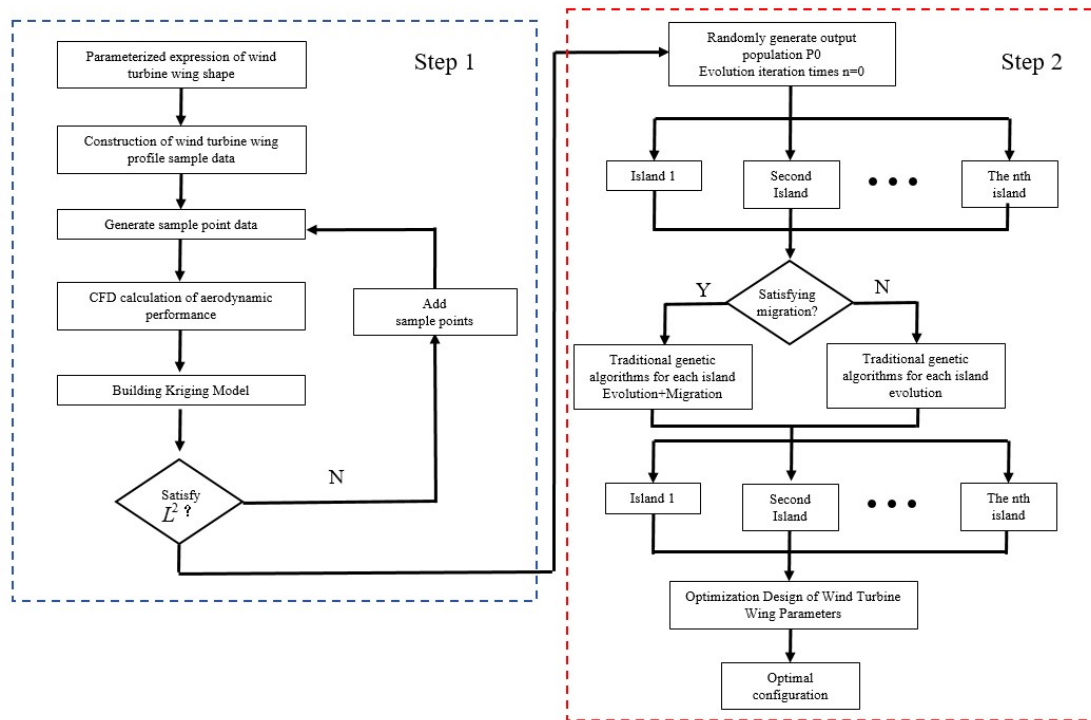 Step 1
Parameterized expression of wind
turbine wing shape
Construction of wind turbine wing
profile sample data
Generate sample point data
CFD calculation of aerodynamic
performance
Add
sample points
Building Kriging Model
Satisfy
L² ?
N
Step 2
Randomly generate output
population P0
Evolution iteration times n=0
Island 1
Second
Island
• • •
The nth
island
Satisfying
migration?
Y
N
Traditional genetic
algorithms for each island
Evolution+Migration
Traditional genetic
algorithms for each island
evolution
Island 1
Second
Island
• • •
The nth
island
Optimization Design of Wind Turbine
Wing Parameters
Optimal
configuration